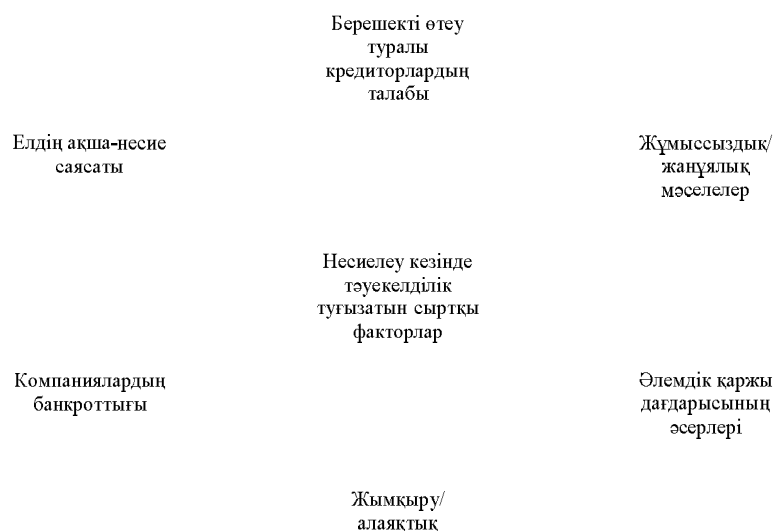 Берешекті өтеу
туралы
кредиторлардың
талабы
Елдің ақша-несие
саясаты
Жұмыссыздық/
жанұялық
мәселелер
Несиелеу кезінде
тәуекелділік
туғызатын сыртқы
факторлар
Компаниялардың
банкроттығы
Әлемдік қаржы
дағдарысының
әсерлері
Жымқыру/
алаяқтық